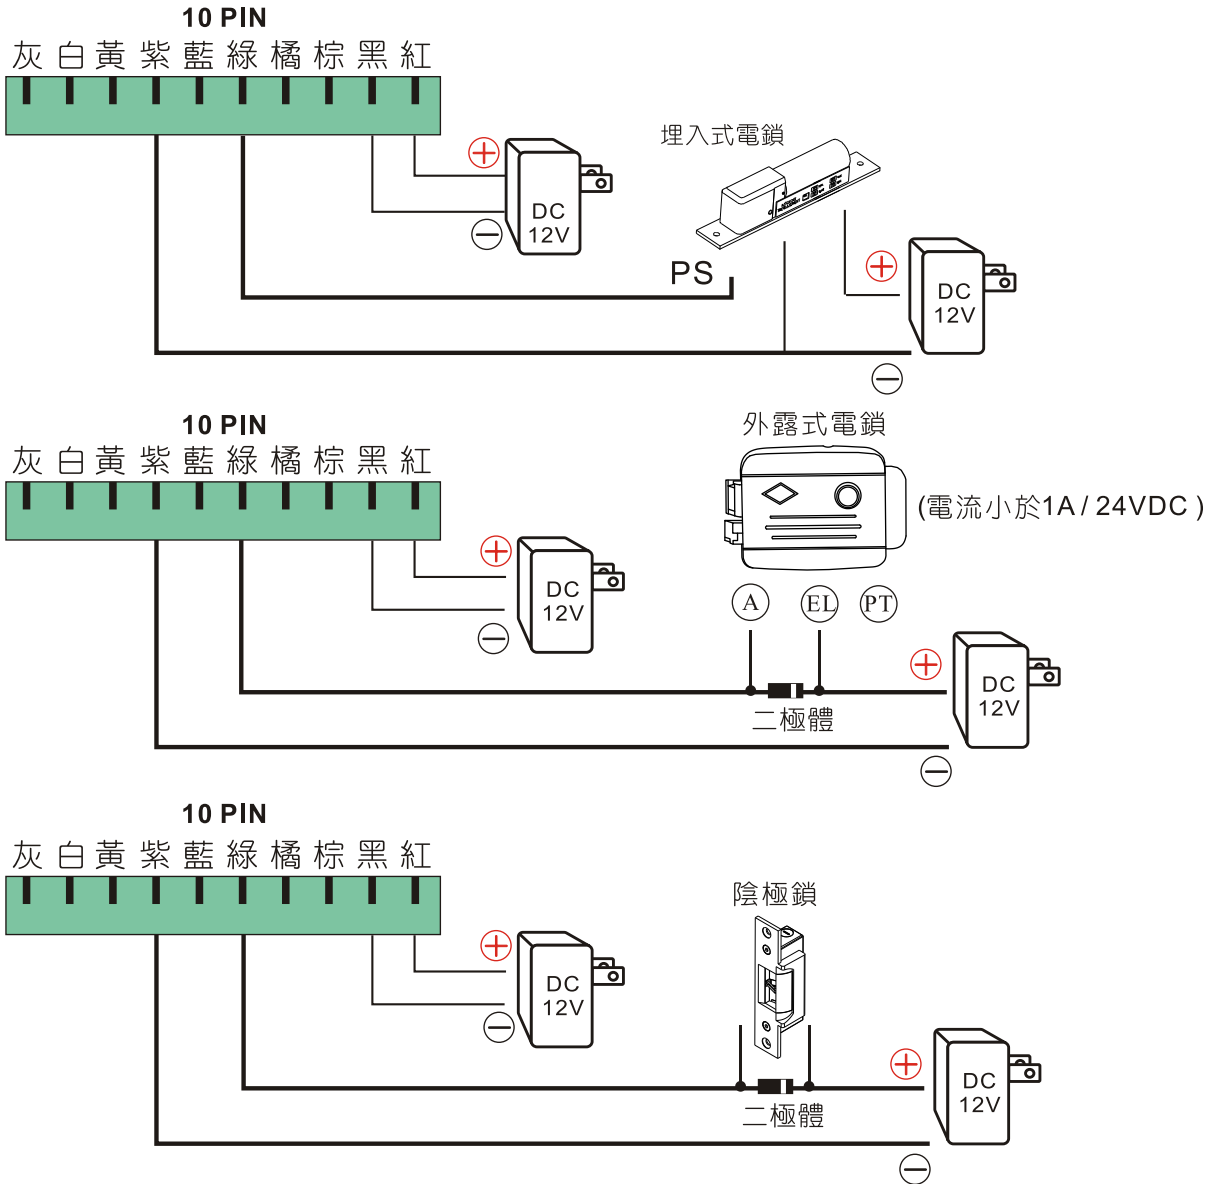 10 PIN
灰 白 黃 紫 藍 綠 橘 棕 黑 紅
埋入式電鎖
DC
12V
PS
DC
12V
10 PIN
灰 白 黃 紫 藍 綠 橘 棕 黑 紅
外露式電鎖
(電流小於1A / 24VDC )
DC
12V
A EL PT
二極體
DC
12V
10 PIN
灰 白 黃 紫 藍 綠 橘 棕 黑 紅
陰極鎖
DC
12V
二極體
DC
12V